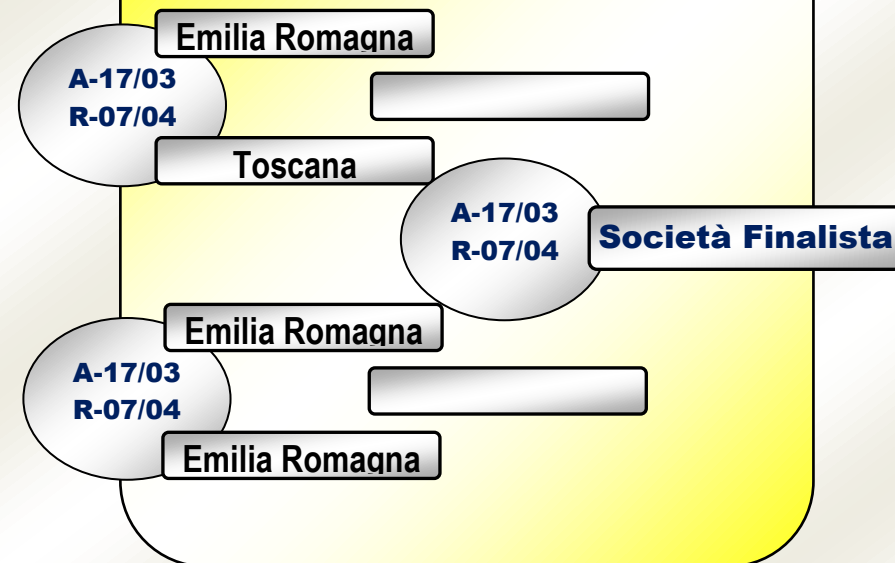 Emilia Romagna
A-17/03
R-07/04
Toscana
A-17/03
R-07/04
Società Finalista
Emilia Romagna
A-17/03
R-07/04
Emilia Romagna